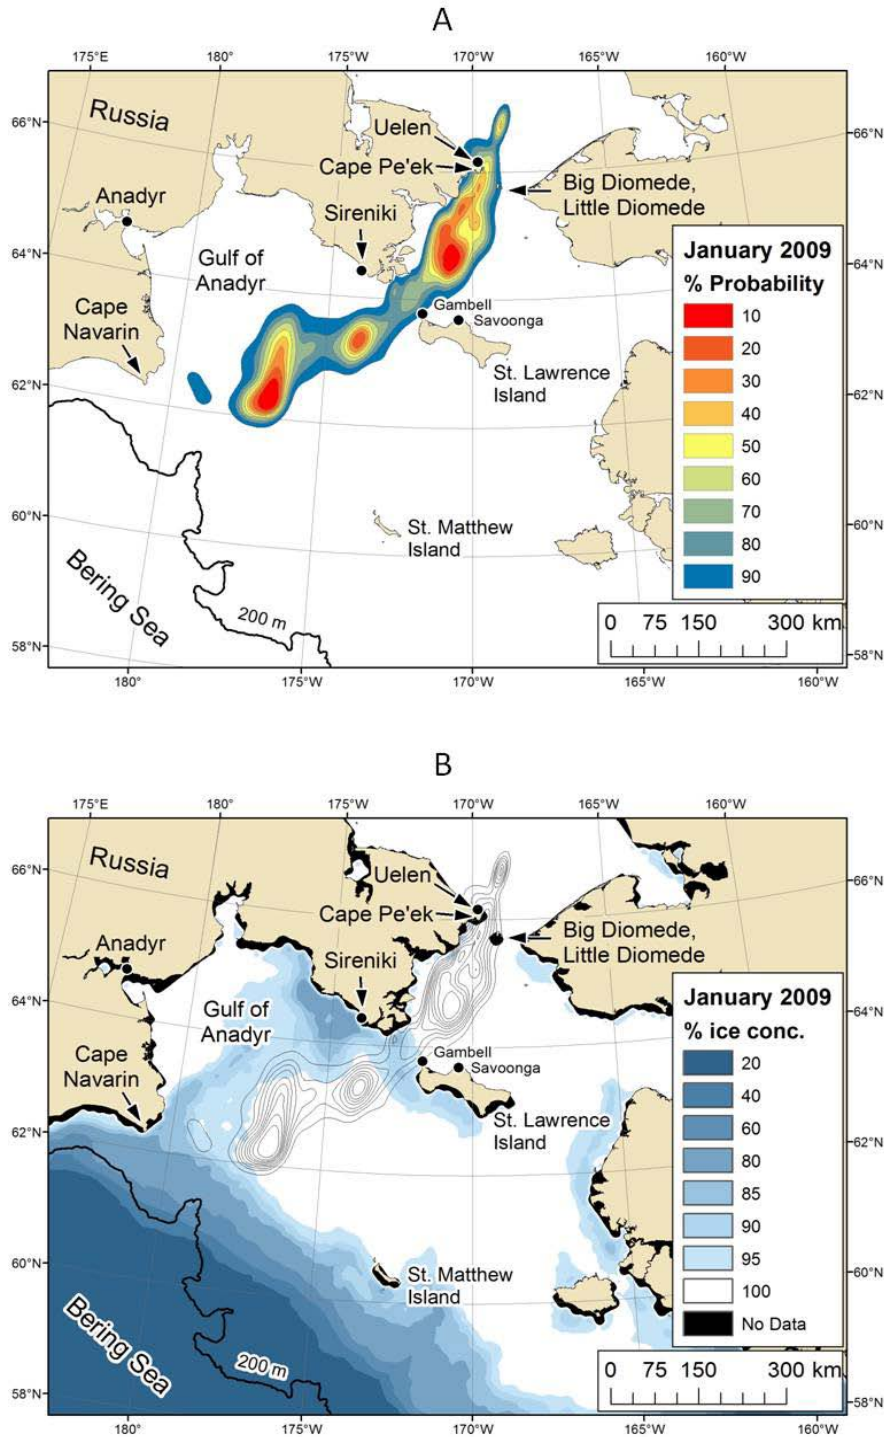 A
175°E
180°
175°W
170°W
165°W
160°W
66°N
64°N
62°N
60°N
58°N
66°N
64°N
62°N
60°N
58°N
Russia
Uelen
Cape Pe'ek
Big Diomede,
Little Diomede
Anadyr
Sireniki
Gulf of
Anadyr
Cape
Navarin
Gambell
Savoonga
St. Lawrence
Island
St. Matthew
Island
Bering Sea
200 m
January 2009
% Probability
10
20
30
40
50
60
70
80
90
0 75 150 300 km
180°
175°W
170°W
165°W
160°W
B
175°E
180°
175°W
170°W
165°W
160°W
66°N
64°N
62°N
60°N
58°N
66°N
64°N
62°N
60°N
58°N
Russia
Uelen
Cape Pe'ek
Big Diomede,
Little Diomede
Anadyr
Sireniki
Gulf of
Anadyr
Cape
Navarin
Gambell
Savoonga
St. Lawrence
Island
St. Matthew
Island
Bering Sea
200 m
January 2009
% ice conc.
20
40
60
80
85
90
95
100
No Data
0 75 150 300 km
180°
175°W
170°W
165°W
160°W